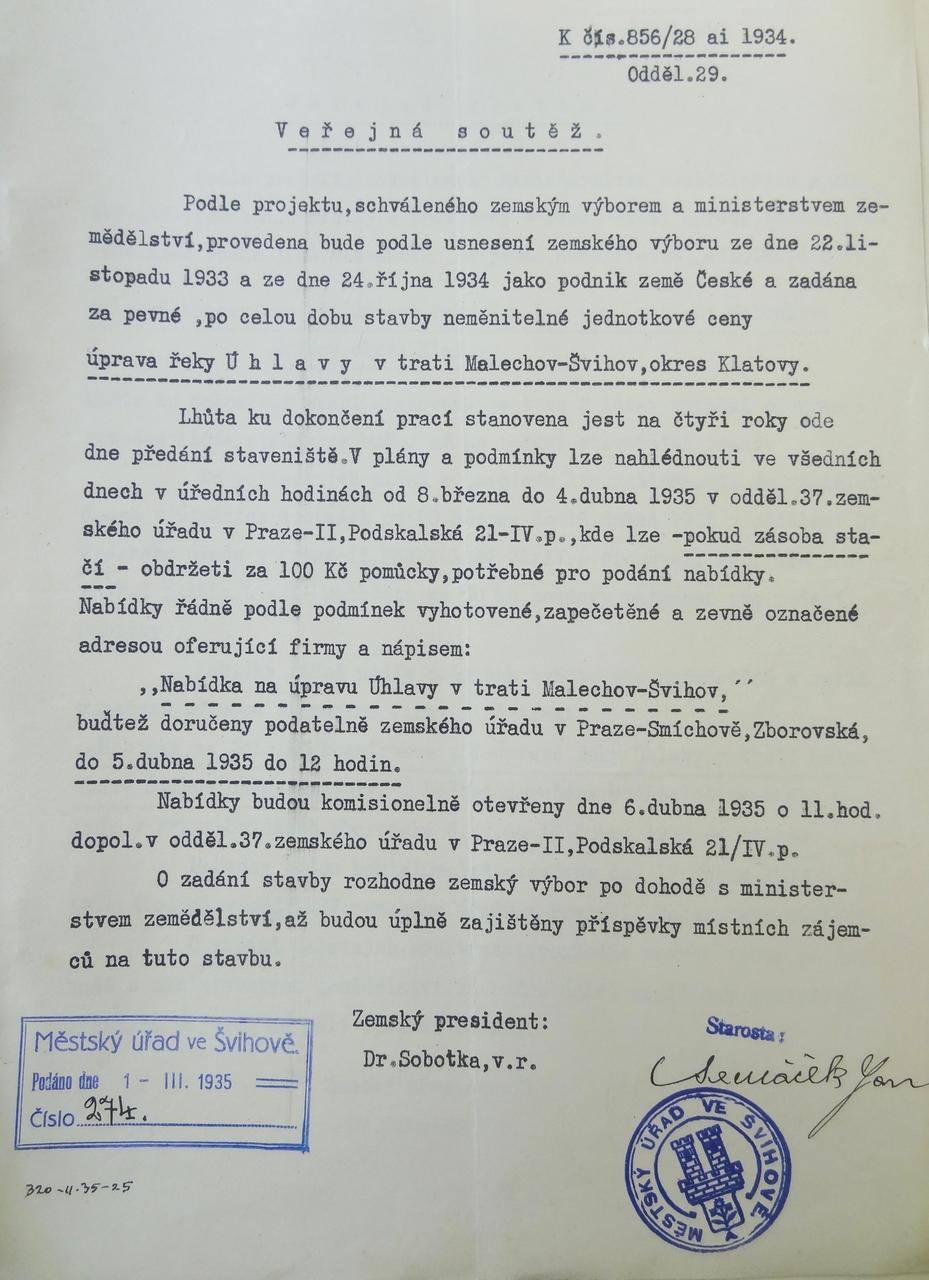 K čís.856/28 ai 1934.
Odděl.29.
Veřejná soutěž.
Podle projektu,schváleného zemským výborem a ministerstvem ze-
mědělství,provedena bude podle usnesení zemského výboru ze dne 22.li-
stopadu 1933 a ze dne 24.října 1934 jako podnik země České a zadána
za pevné ,po celou dobu stavby neměnitelné jednotkové ceny
úprava řeky Ú h l a v y v trati Malechov-Švihov,okres Klatovy.
Lhůta ku dokončení prací stanovena jest na čtyři roky ode
dne předání staveniště.V plány a podmínky lze nahlédnouti ve všedních
dnech v úředních hodinách od 8.března do 4.dubna 1935 v odděl.37.zem-
ského úřadu v Praze-II,Podskalská 21-IV.p.,kde lze -pokud zásoba sta-
čí - obdržeti za 100 Kč pomůcky,potřebné pro podání nabídky.
Nabídky řádně podle podmínek vyhotovené,zapečetěné a zevně označené
adresou oferující firmy a nápisem:
,,Nabídka na úpravu Úhlavy v trati Malechov-Švihov,´´
buďtež doručeny podatelně zemského úřadu v Praze-Smíchově,Zborovská,
do 5.dubna 1935 do 12 hodin.
Nabídky budou komisionelně otevřeny dne 6.dubna 1935 o 11.hod.
dopol.v odděl.37.zemského úřadu v Praze-II,Podskalská 21/IV.p.
O zadání stavby rozhodne zemský výbor po dohodě s minister-
stvem zemědělství,až budou úplně zajištěny příspěvky místních zájem-
ců na tuto stavbu.
Zemský president:
Dr.Sobotka,v.r.
Starosta:
Jan
Městský úřad ve Švihově.
Podáno dne 1 - III. 1935
Číslo 274.
MĚSTSKÝ ÚŘAD VE ŠVIHOVĚ
320-4.35-25